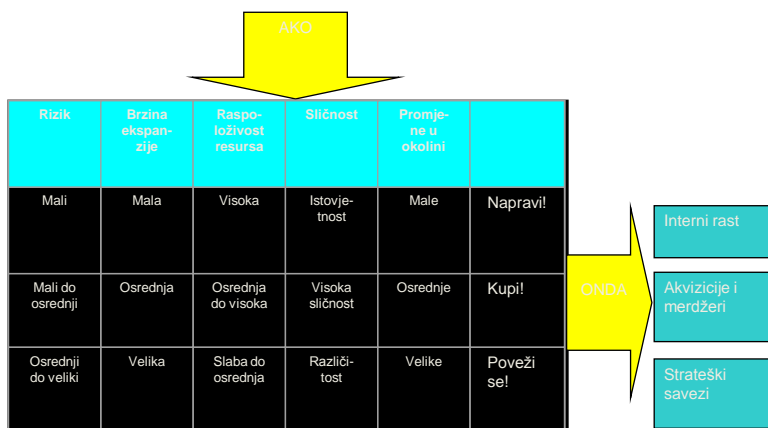 AKO
Rizik
Brzina
ekspan-
zije
Raspo-
loživost
resursa
Sličnost
Promje-
ne u
okolini
Mali
Mala
Visoka
Istovje-
tnost
Male
Napravi!
Mali do
osrednji
Osrednja
Osrednja
do visoka
Visoka
sličnost
Osrednje
Kupi!
Osrednji
do veliki
Velika
Slaba do
osrednja
Različi-
tost
Velike
Poveži
se!
ONDA
Interni rast
Akvizicije i
merdžeri
Strateški
savezi